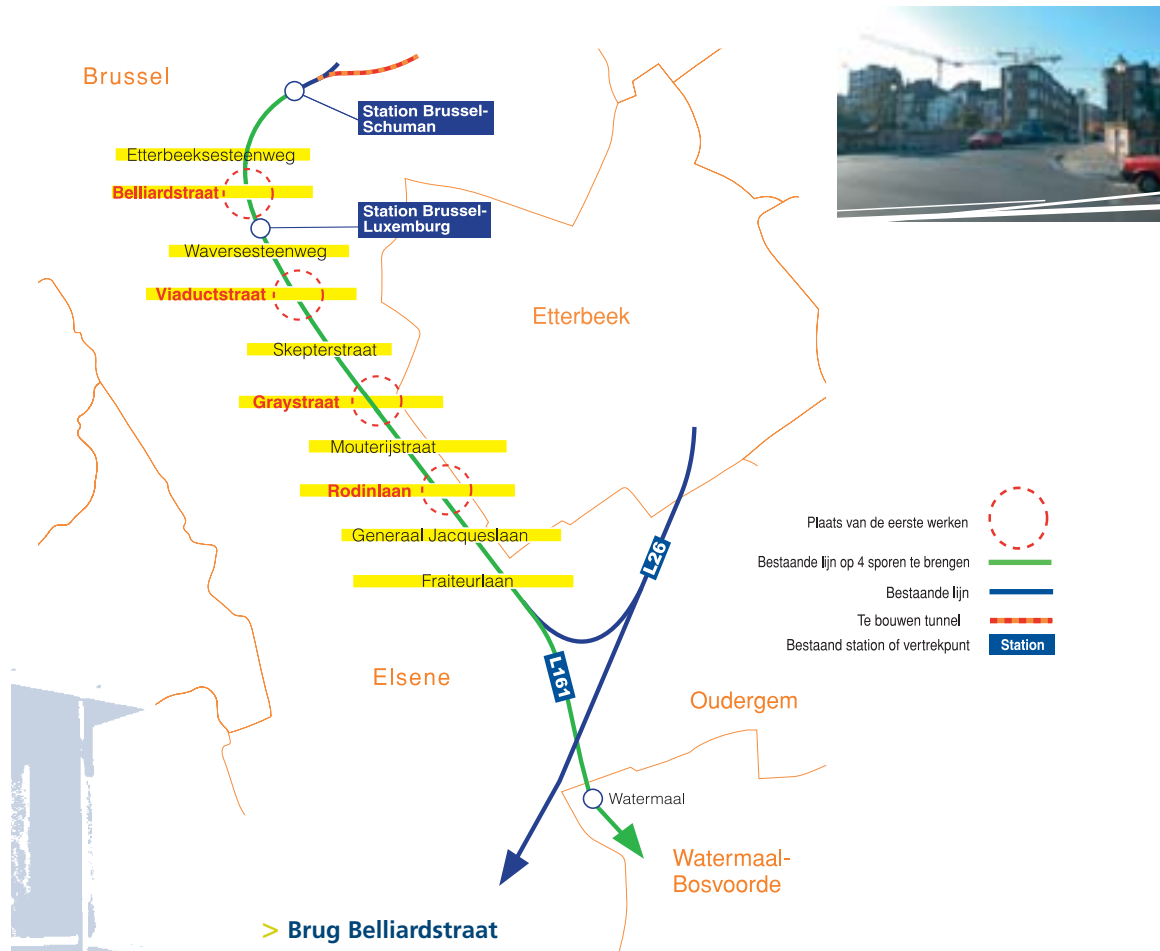 Brussel
Station Brussel-
Schuman
Etterbeeksesteenweg
Belliardstraat
Station Brussel-
Luxemburg
Waversesteenweg
Viaductstraat
Etterbeek
Skepterstraat
Graystraat
Mouterijstraat
Rodinlaan
Generaal Jacqueslaan
Fraiteurlaan
L26
L161
Elsene
Oudergem
Watermaal
Watermaal-
Bosvoorde
Plaats van de eerste werken
Bestaande lijn op 4 sporen te brengen
Bestaande lijn
Te bouwen tunnel
Bestaand station of vertrekpunt Station
> Brug Belliardstraat